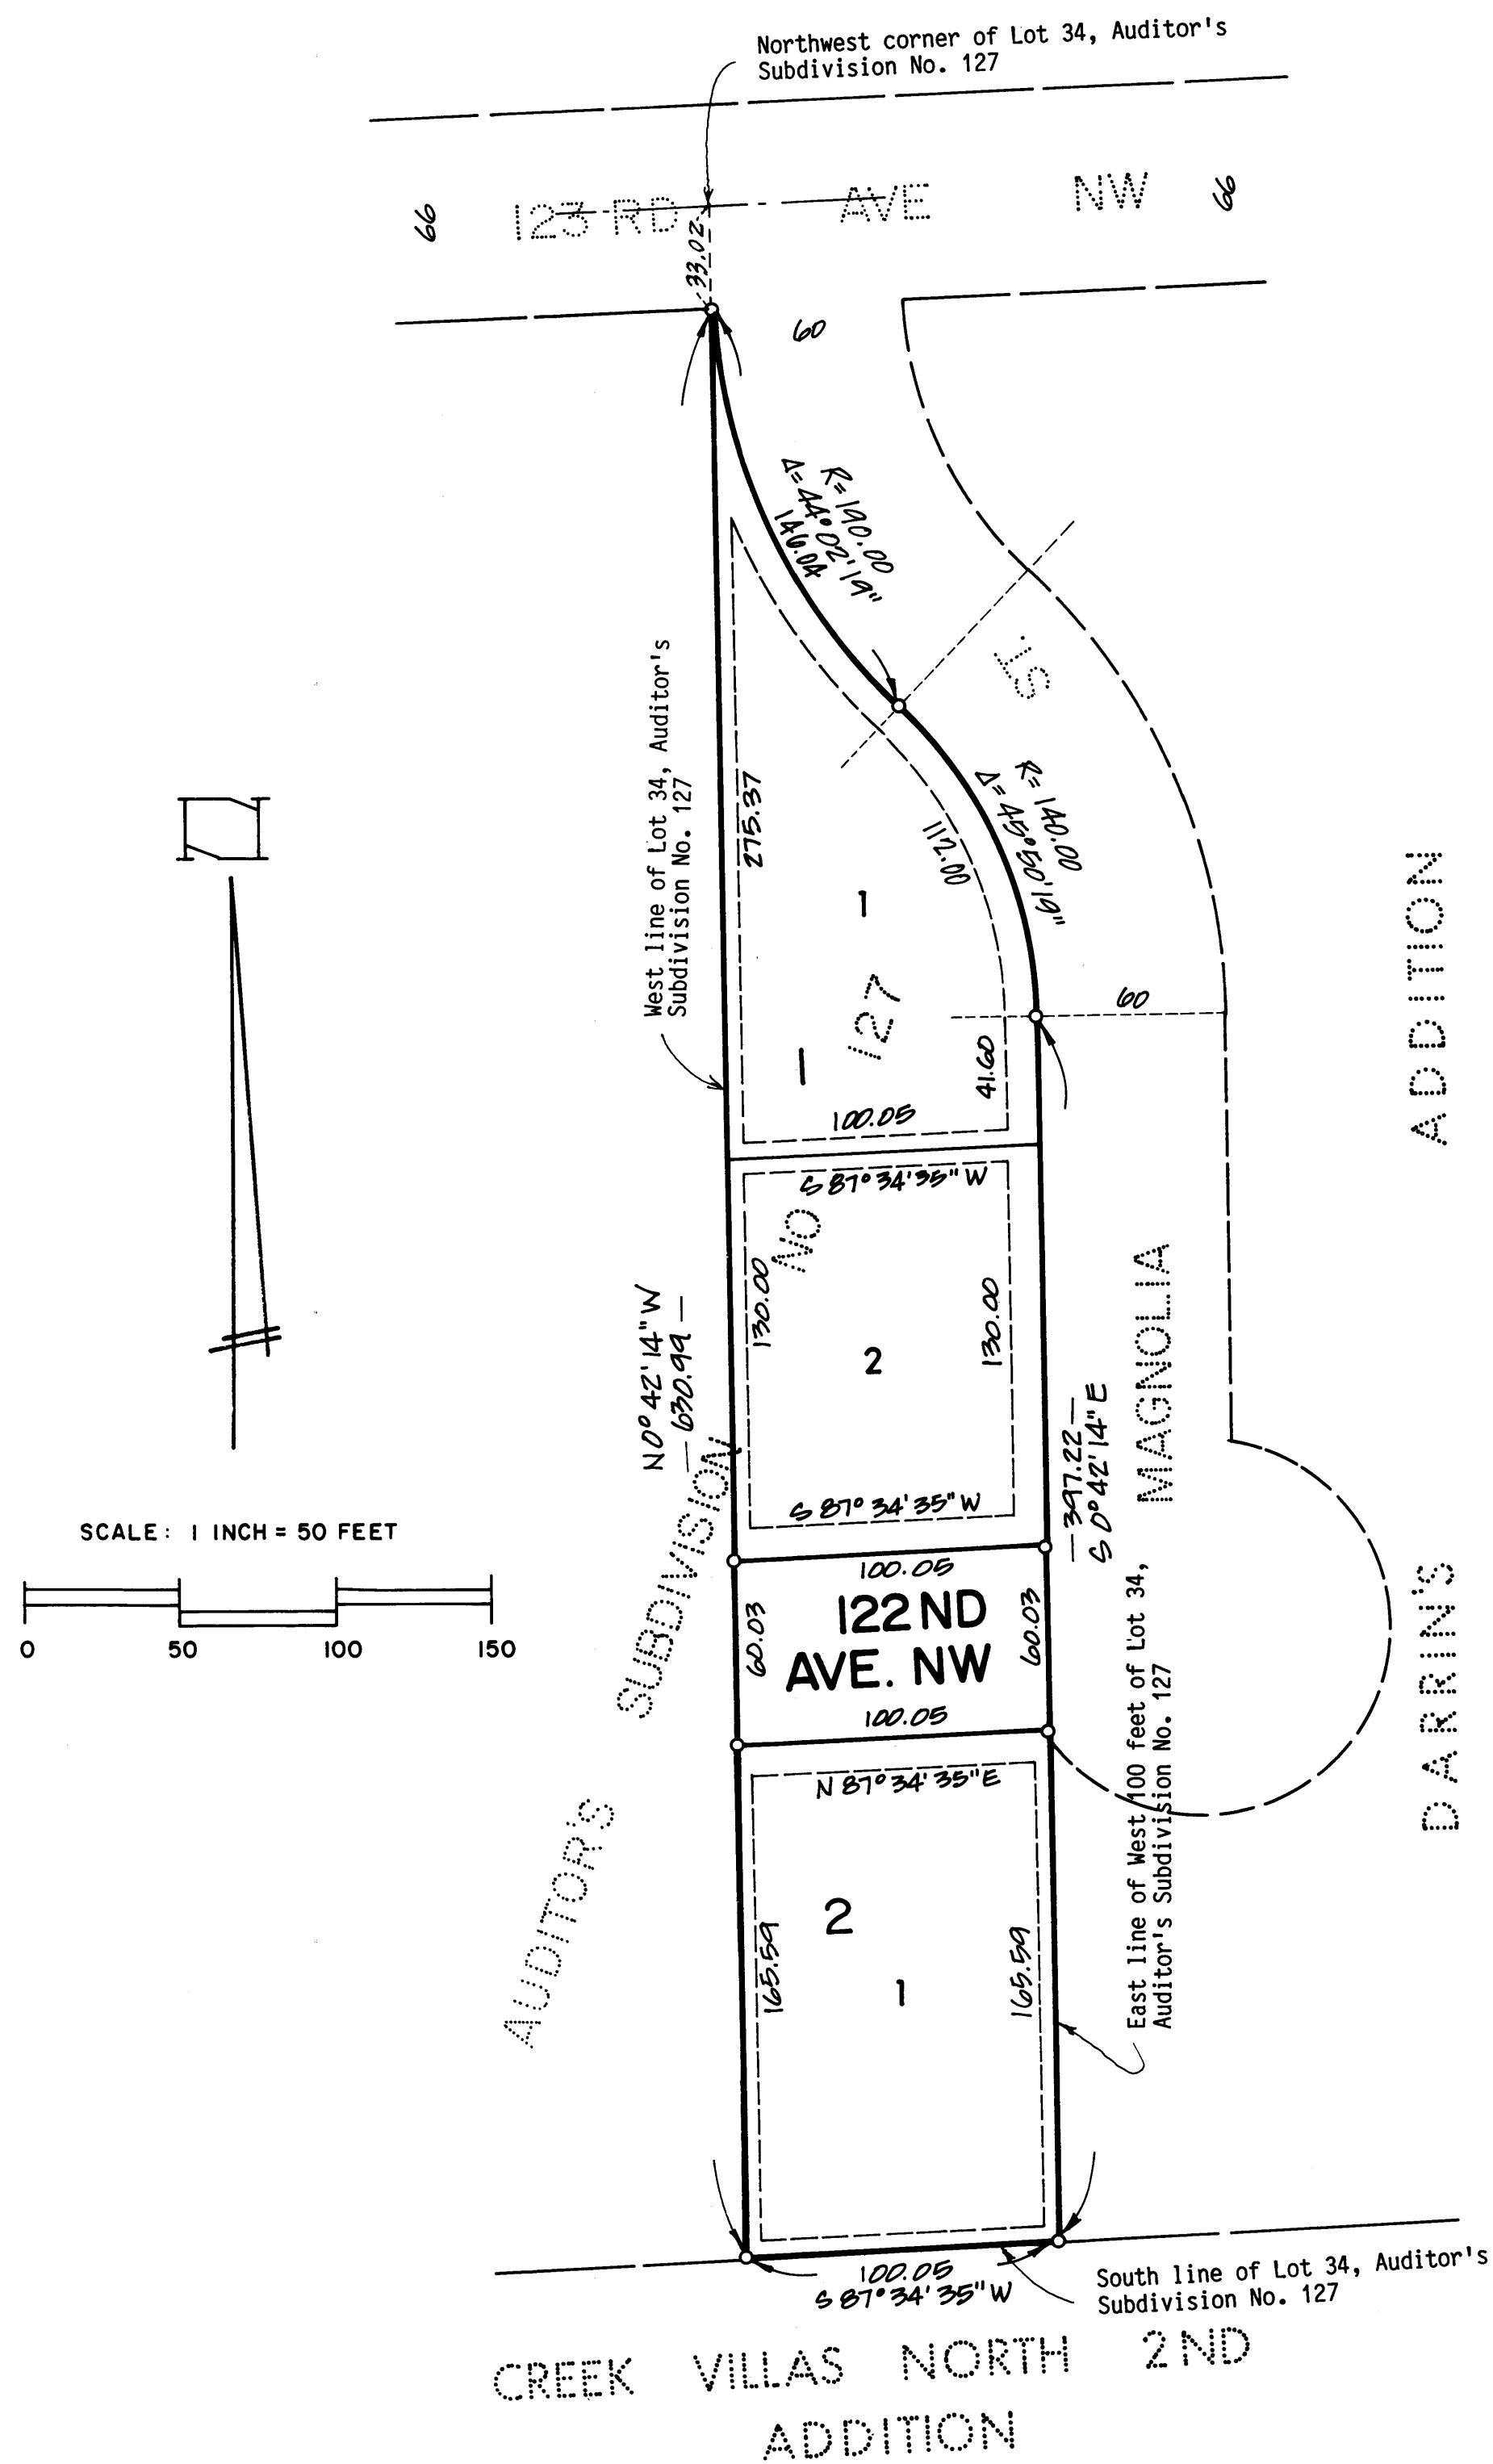 Northwest corner of Lot 34, Auditor's
Subdivision No. 127
66
123 RD AVE NW
66
33.02
60
R=190.00
Δ=44°02'19"
146.04
ST.
West line of Lot 34, Auditor's
Subdivision No. 127
275.37
R=140.00
Δ=45°50'19"
112.00
1
127
1
60
41.60
100.05
N
S 87°34'35" W
NO
130.00
2
130.00
N 0°42'14" W
630.99
S 87°34'35" W
100.05
397.22
S 0°42'14" E
MAGNOLIA
ADDITION
SCALE: 1 INCH = 50 FEET
0 50 100 150
SUBDIVISION
60.03
122ND
AVE. NW
60.03
100.05
N 87°34'35" E
East line of West 100 feet of Lot 34,
Auditor's Subdivision No. 127
DARRIN'S
AUDITOR'S
2
165.59
1
165.59
100.05
S 87°34'35" W
South line of Lot 34, Auditor's
Subdivision No. 127
CREEK VILLAS NORTH 2ND
ADDITION